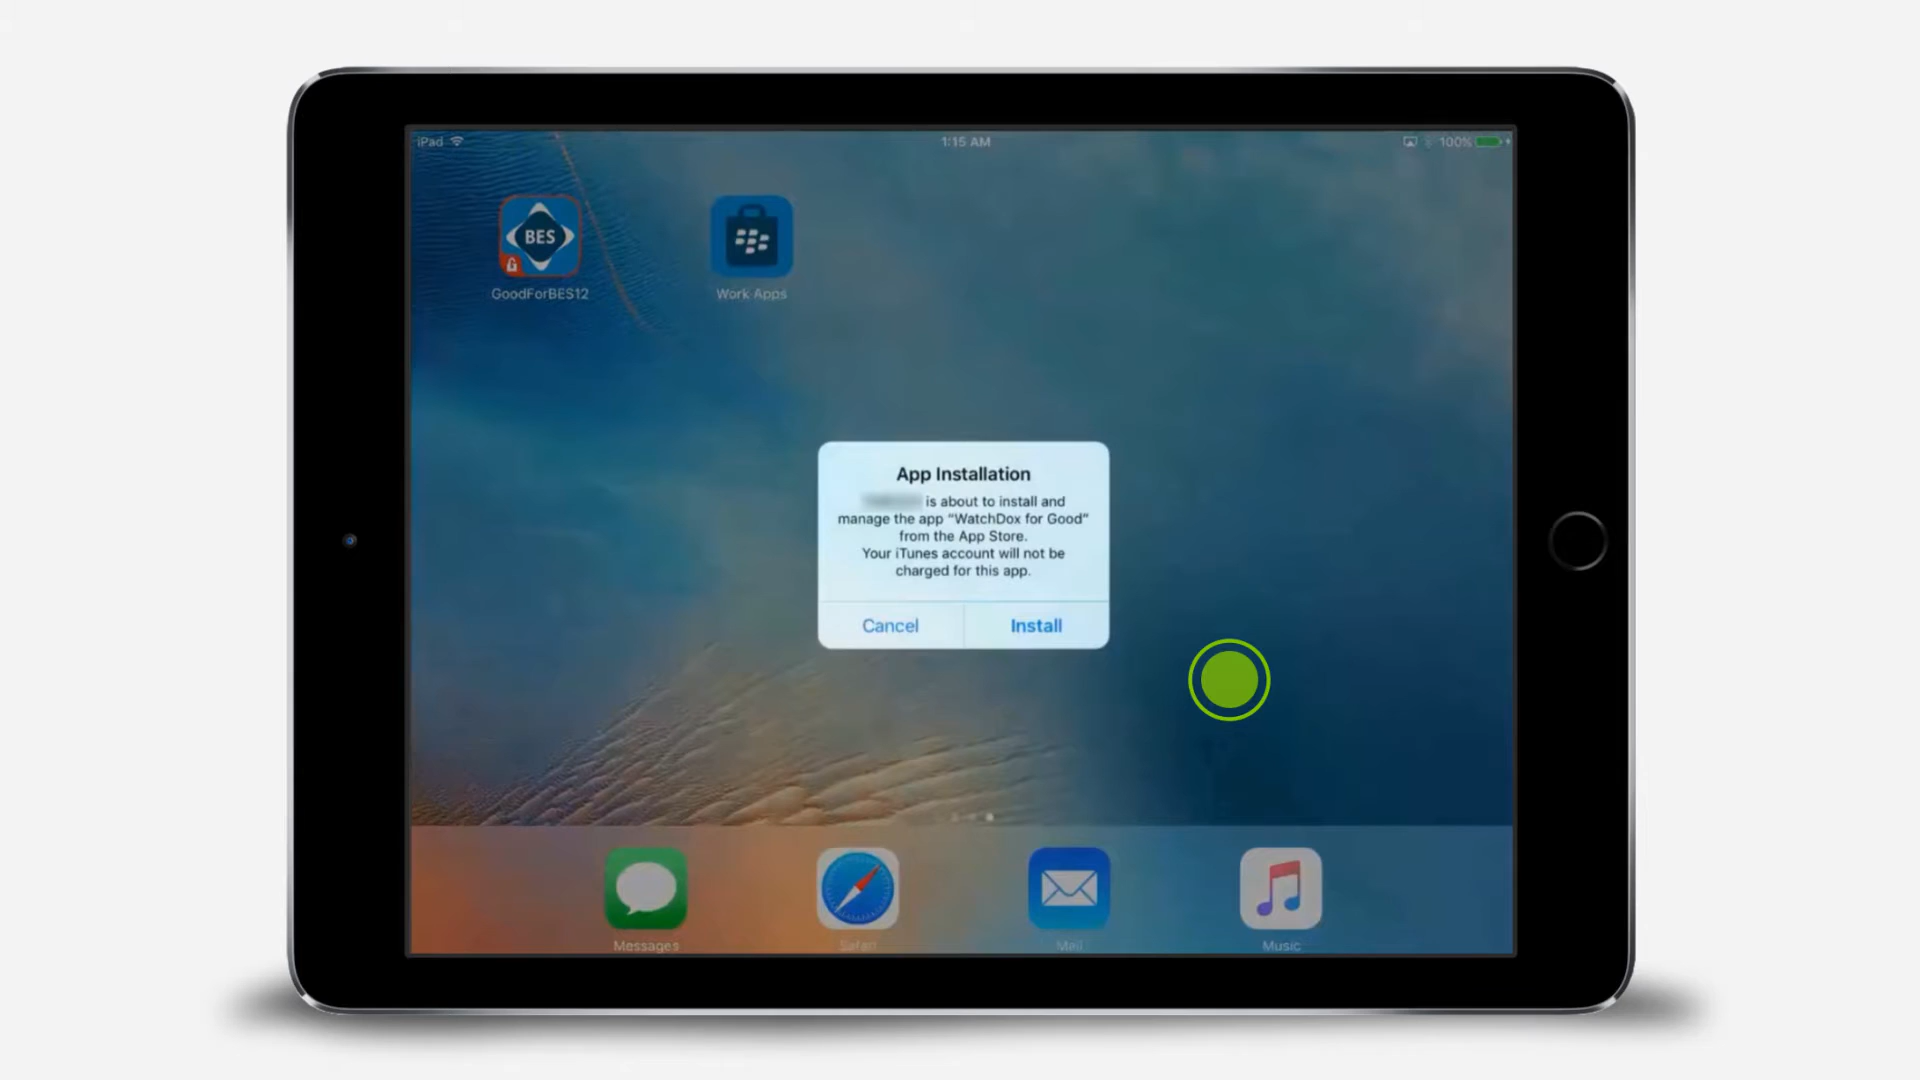 iPad
1:15 AM
100%
BES
GoodForBES12
Work Apps
App Installation
is about to install and
manage the app “WatchDox for Good”
from the App Store.
Your iTunes account will not be
charged for this app.
Cancel
Install
Messages
Safari
Mail
Music